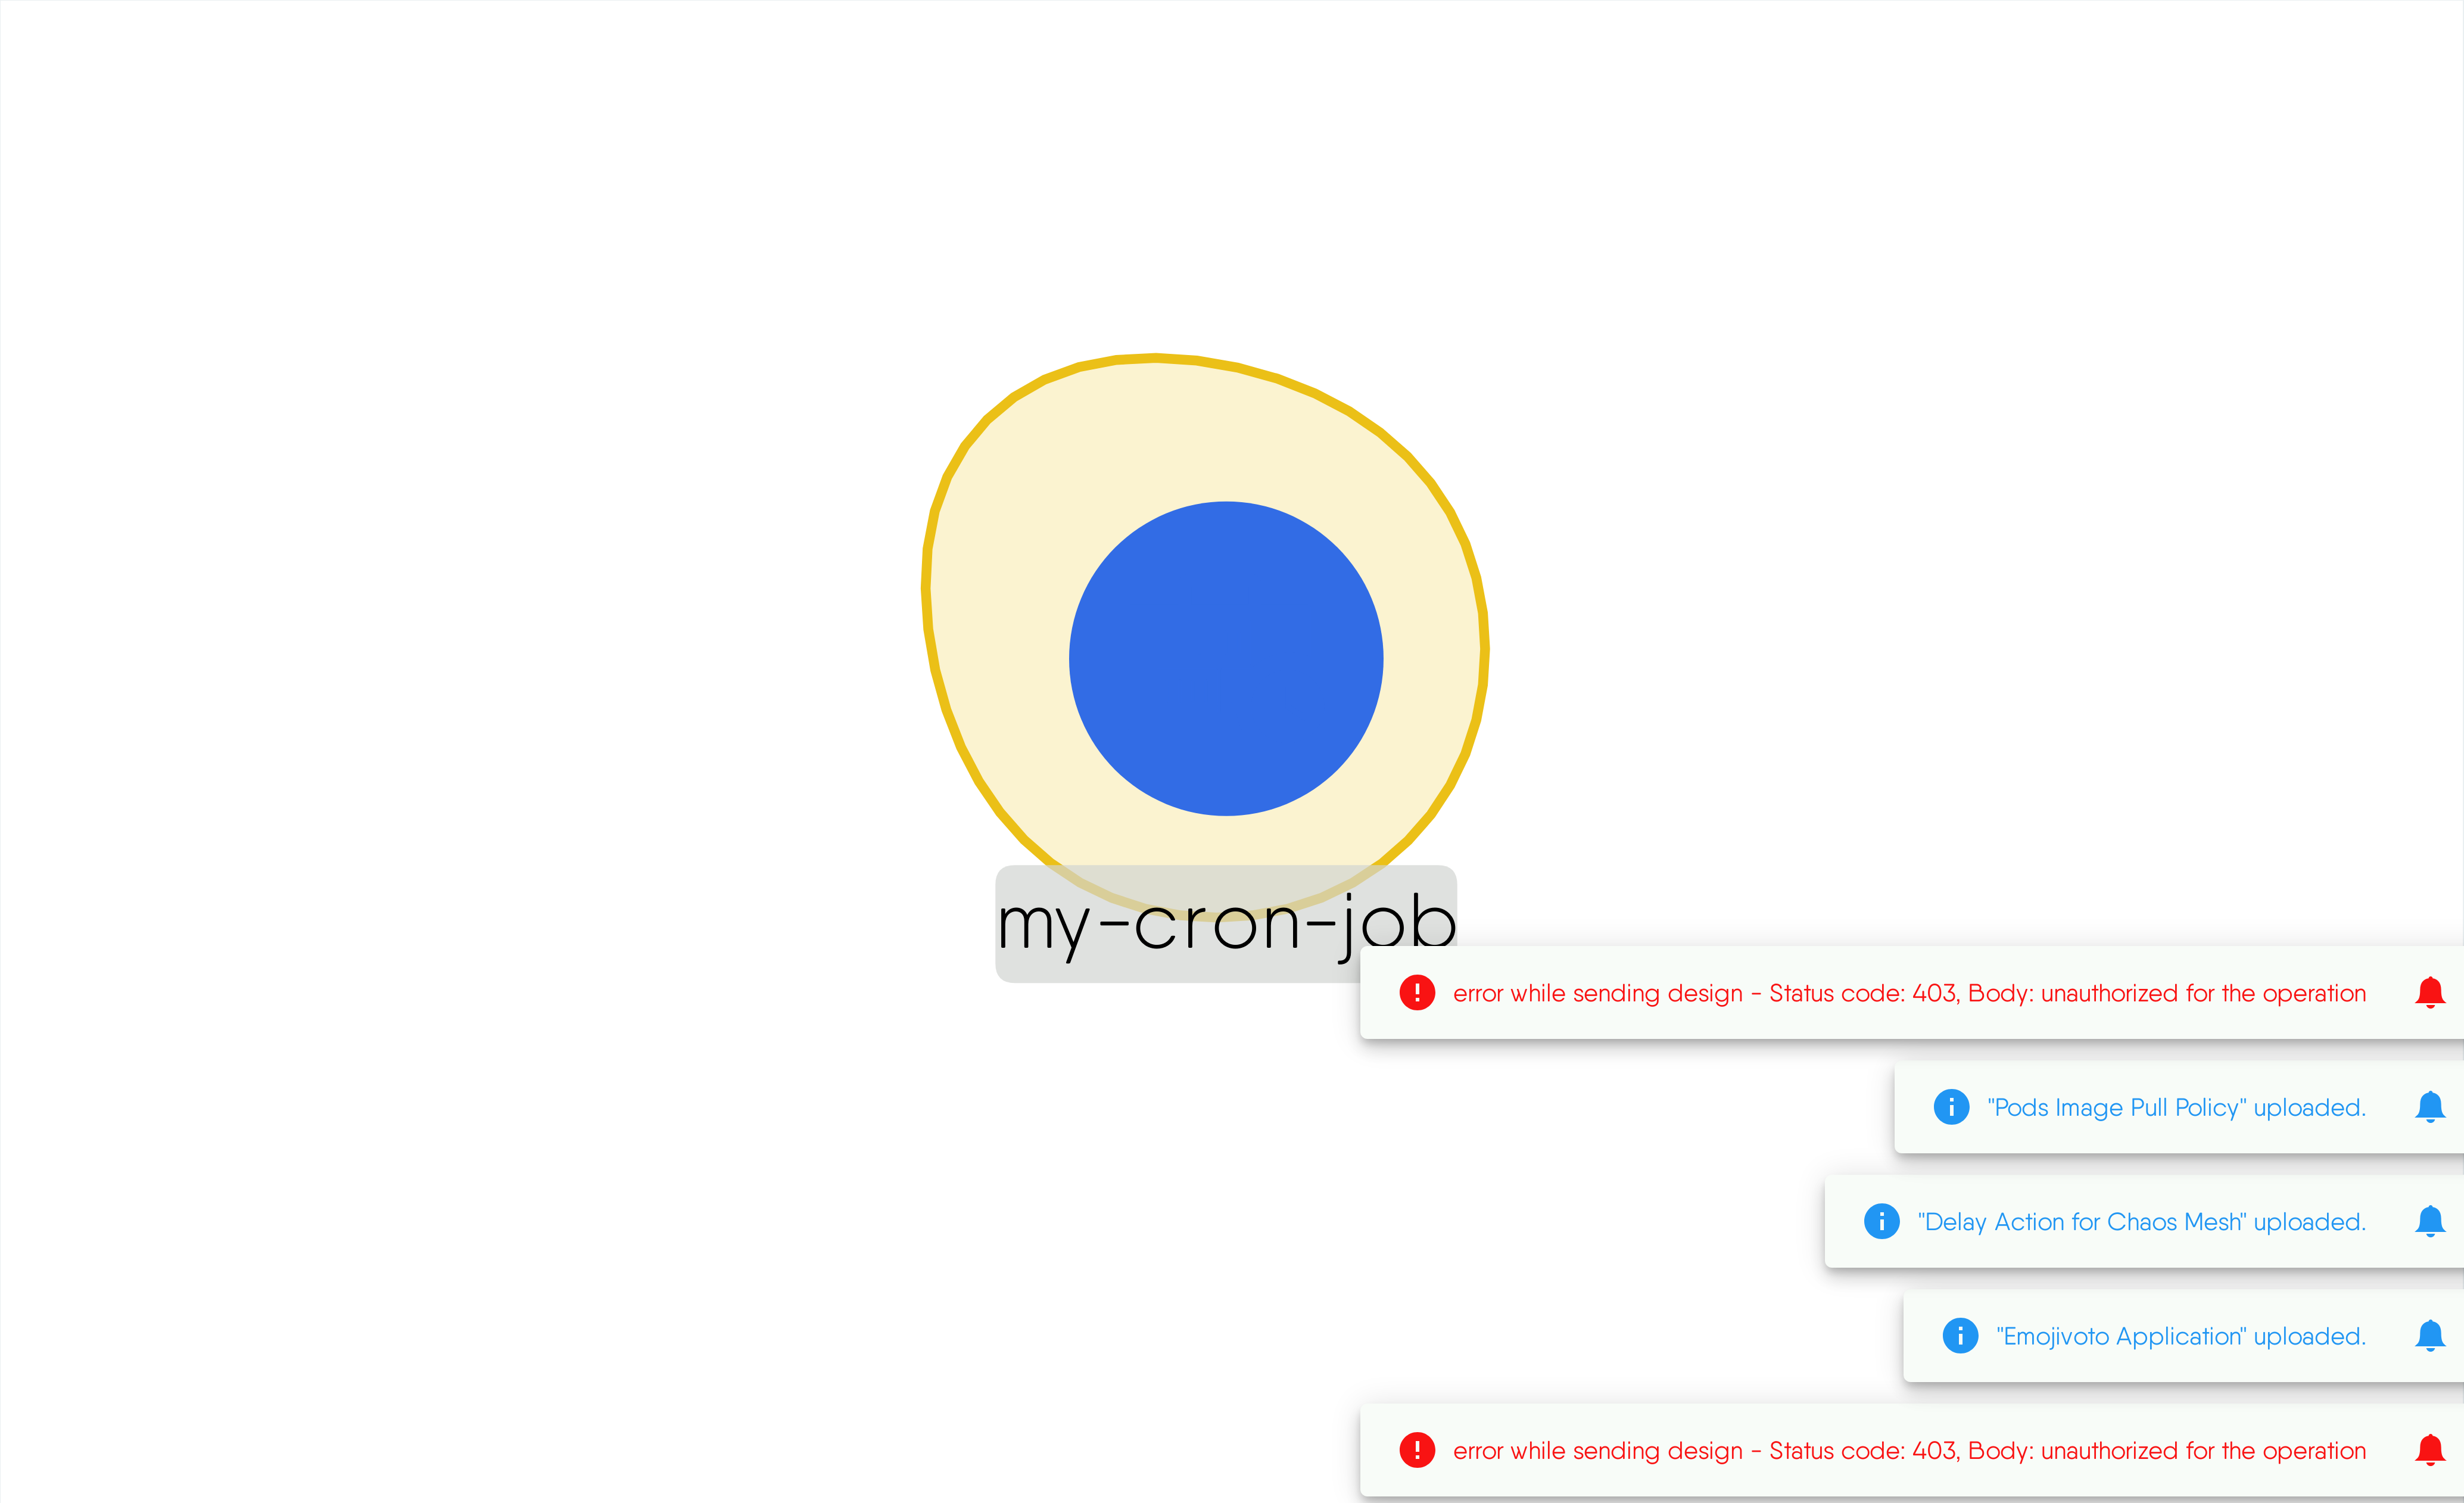 my-cron-job
error while sending design - Status code: 403, Body: unauthorized for the operation
"Pods Image Pull Policy" uploaded.
"Delay Action for Chaos Mesh" uploaded.
"Emojivoto Application" uploaded.
error while sending design - Status code: 403, Body: unauthorized for the operation